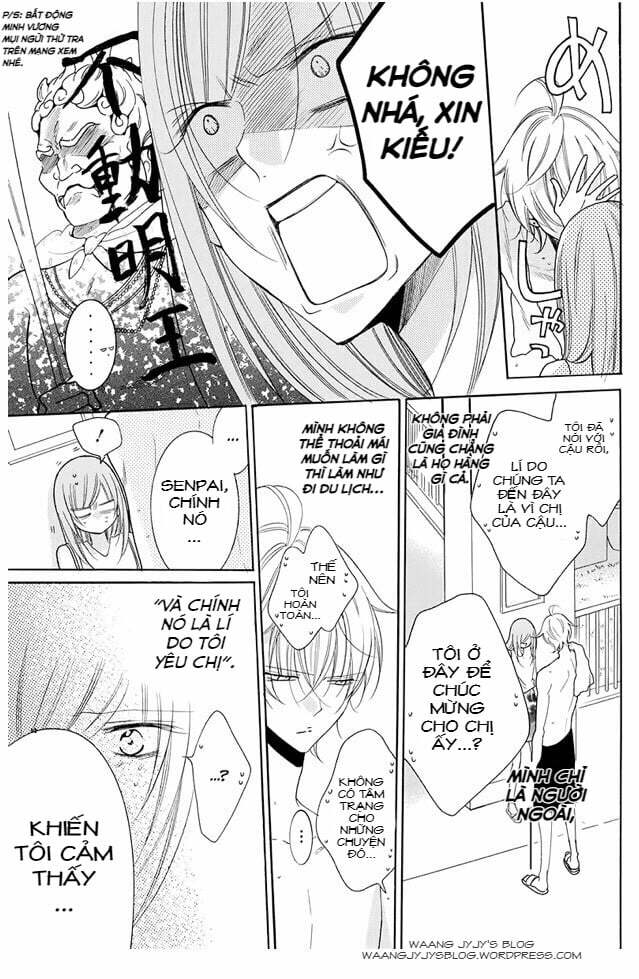 P/S: BẤT ĐỘNG
MINH VƯƠNG
MỤI NGƯỜI THỬ TRA
TRÊN MẠNG XEM
NHÉ.
不動明王
....
KHÔNG
NHÁ, XIN
KIẾU!
めしゃ
TÔI ĐÃ
NÓI VỚI
CẬU RỒI,
LÍ DO
CHÚNG TA
ĐẾN ĐÂY
LÀ VÌ CHỊ
CỦA CẬU...
TÔI Ở
ĐÂY ĐỂ
CHÚC
MỪNG
CHO CHỊ
ẤY...?
MÌNH CHỈ
LÀ NGƯỜI
NGOÀI,
KHÔNG PHẢI
GIA ĐÌNH
CŨNG CHẲNG
LÀ HỌ HÀNG
GÌ CẢ.
MÌNH KHÔNG
THỂ THOẢI MÁI
MUỐN LÀM GÌ
THÌ LÀM NHƯ
ĐI DU LỊCH...
THẾ
NÊN
TÔI
HOÀN
TOÀN...
KHÔNG
CÓ TÂM
TRẠNG
CHO
NHỮNG
CHUYỆN
ĐÓ...
...
...
SENPAI,
CHÍNH
NÓ
...
!
"VÀ CHÍNH
NÓ LÀ LÍ
DO TÔI
YÊU CHỊ".
...?
KHIẾN
TÔI CẢM
THẤY
...
WAANG JYJY'S BLOG
WAANGJYJYSBLOG.WORDPRESS.COM